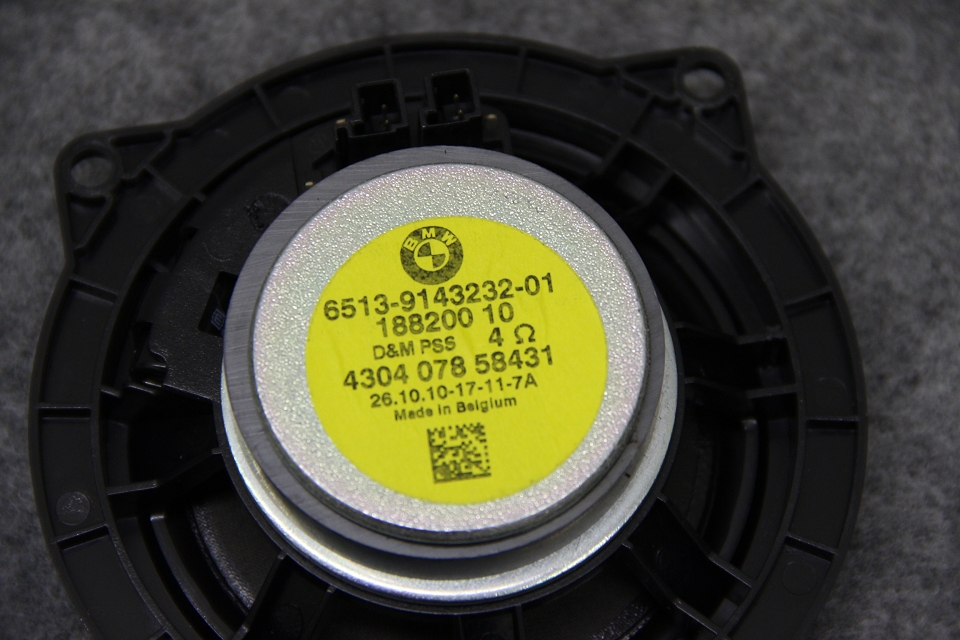 BMW
6513-9143232-01
188200 10
D&M PSS 4 Ω
4304 078 58431
26.10.10-17-11-7A
Made in Belgium